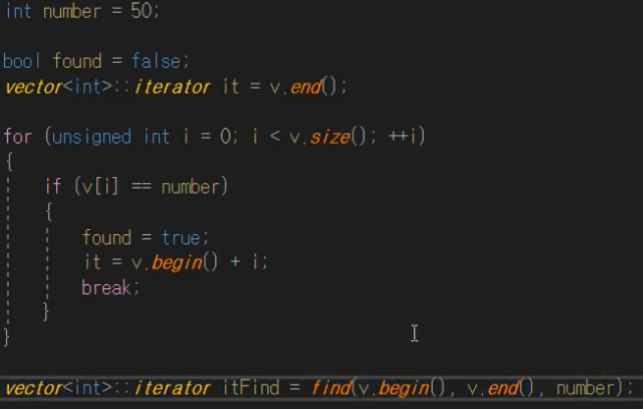 int number = 50;
bool found = false;
vector<int>::iterator it = v.end();
for (unsigned int i = 0; i < v.size(); ++i)
{
if (v[i] == number)
{
found = true;
it = v.begin() + i;
break;
}
}
vector<int>::iterator itFind = find(v.begin(), v.end(), number);